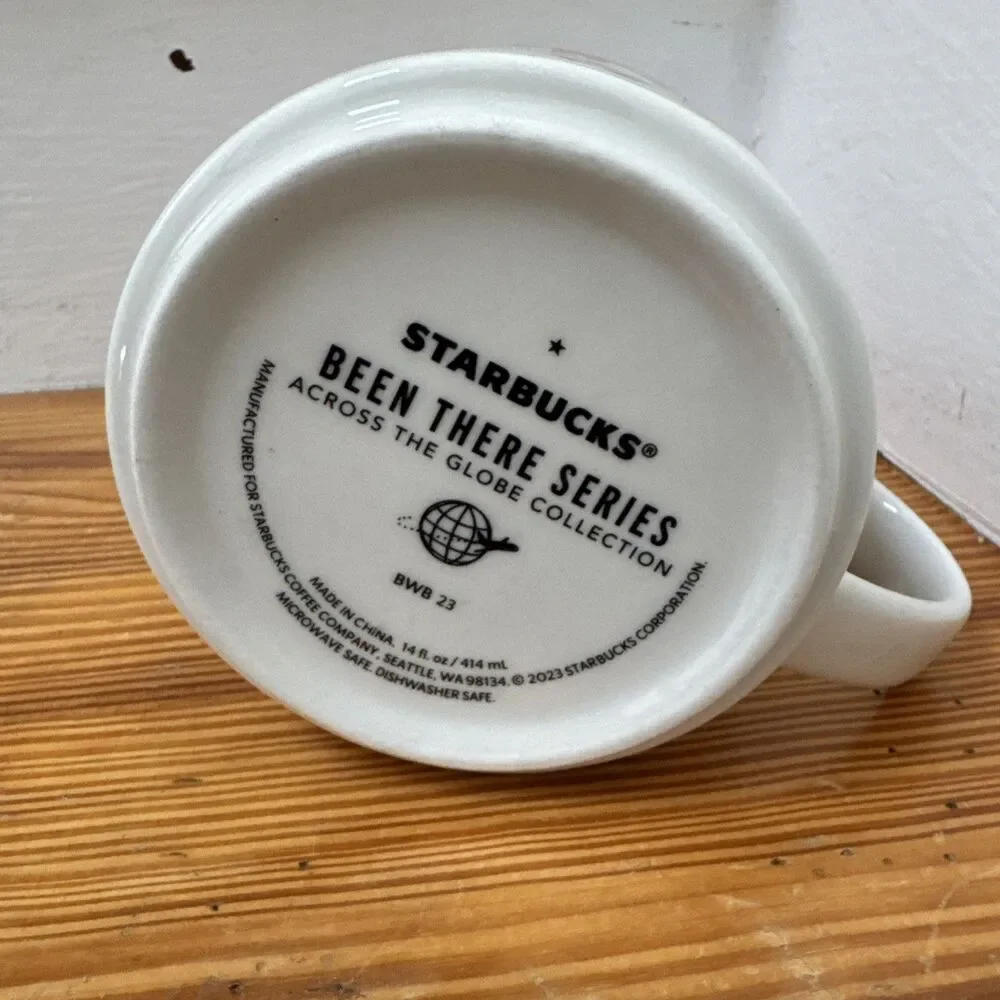 ★
STARBUCKS®
BEEN THERE SERIES
ACROSS THE GLOBE COLLECTION
BWB 23
MADE IN CHINA. 14 fl. oz / 414 mL
MANUFACTURED FOR STARBUCKS COFFEE COMPANY, SEATTLE, WA 98134. © 2023 STARBUCKS CORPORATION.
MICROWAVE SAFE. DISHWASHER SAFE.